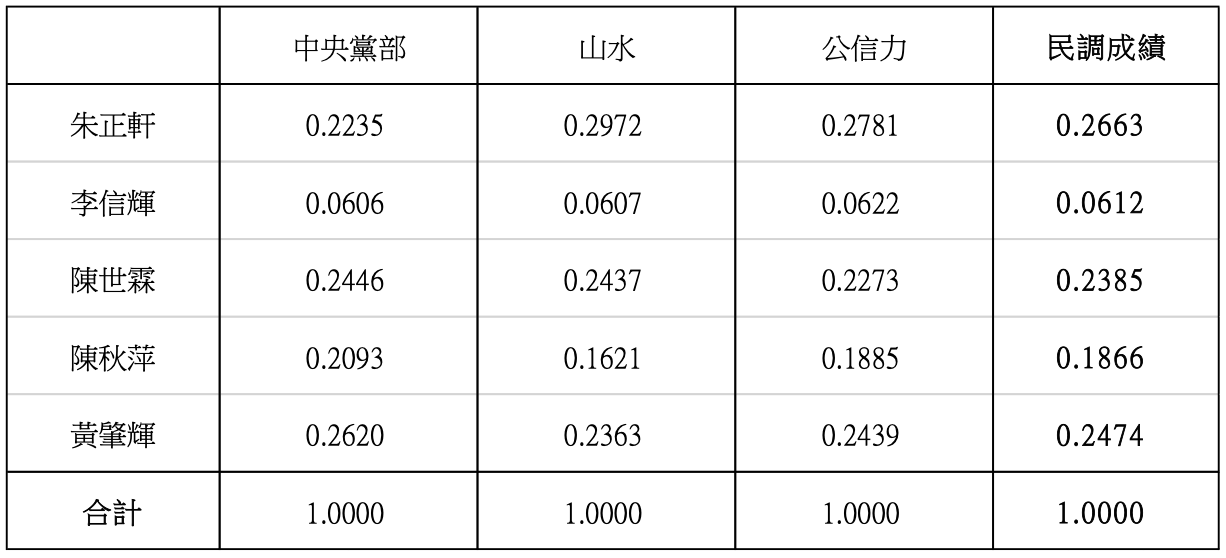 中央黨部 山水 公信力 民調成績
朱正軒 0.2235 0.2972 0.2781 0.2663
李信輝 0.0606 0.0607 0.0622 0.0612
陳世霖 0.2446 0.2437 0.2273 0.2385
陳秋萍 0.2093 0.1621 0.1885 0.1866
黃肇輝 0.2620 0.2363 0.2439 0.2474
合計 1.0000 1.0000 1.0000 1.0000